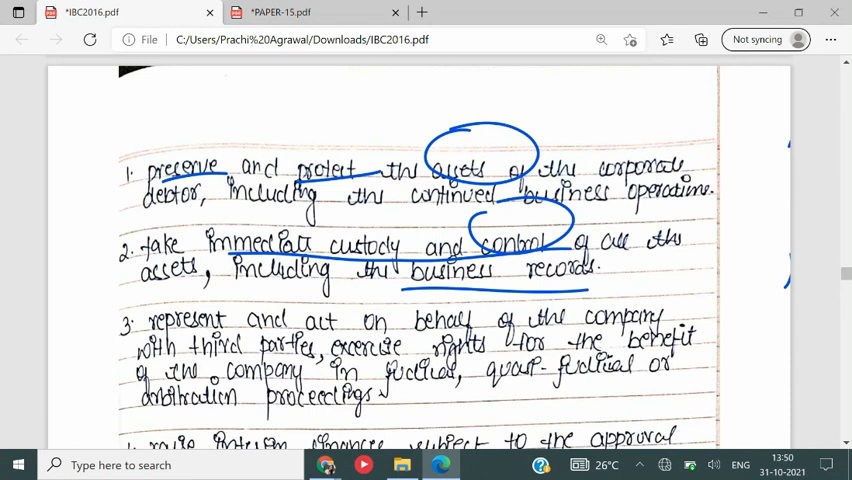 *IBC2016.pdf
*PAPER-15.pdf
File
C:/Users/Prachi%20Agrawal/Downloads/IBC2016.pdf
Not syncing
1. preserve and protect the assets of the corporate
debtor, including the continued business operations.
2. take immediate custody and control of all the
assets, including the business records.
3. represent and act on behalf of the company
with third parties, exercise rights for the benefit
of the company in judicial, quasi-judicial or
arbitration proceedings
4. raise interim finances subject to the approval
Type here to search
26°C
ENG
13:50
31-10-2021